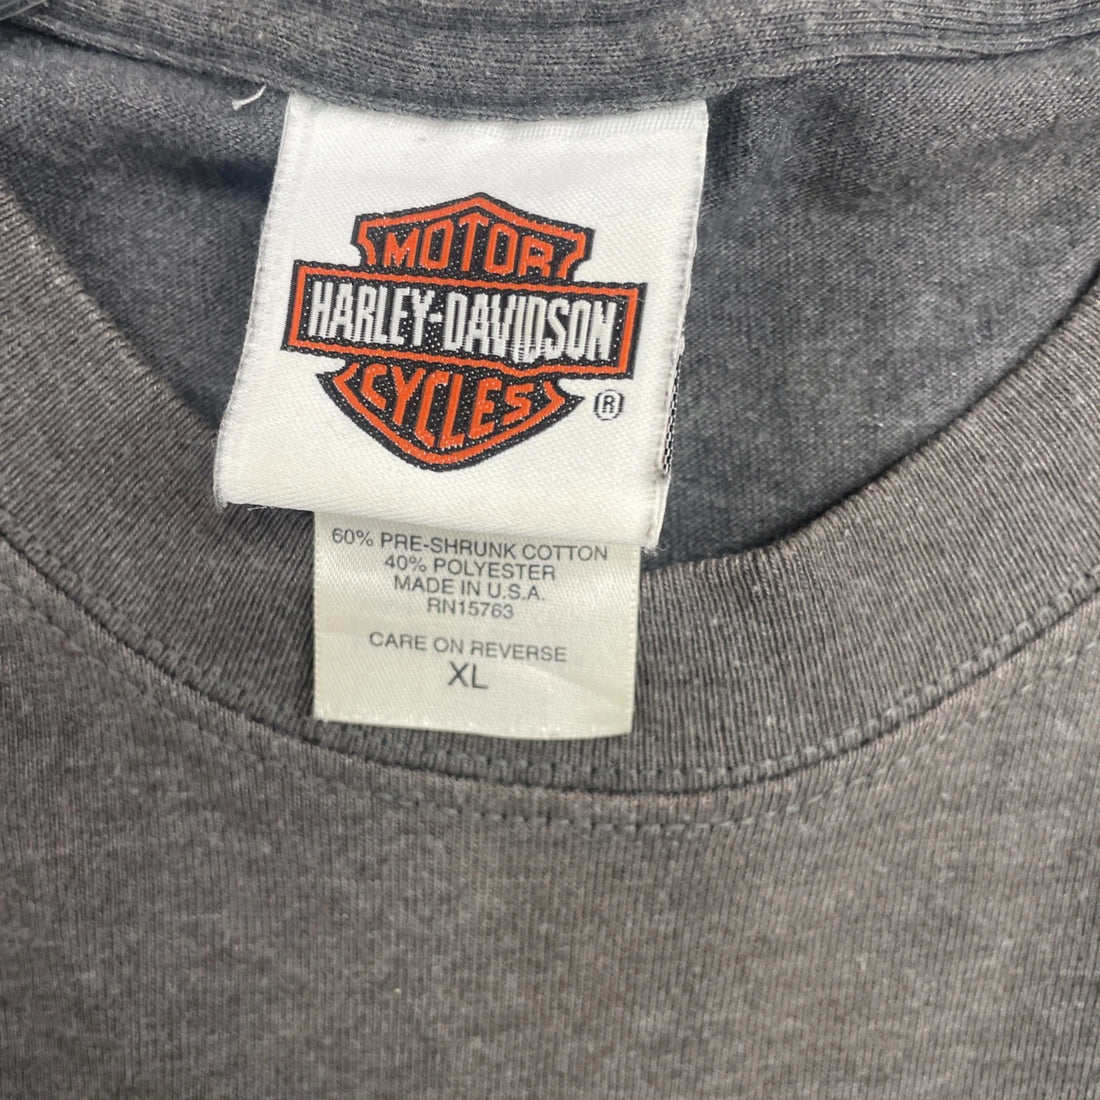 MOTOR
HARLEY-DAVIDSON
CYCLES
®
60% PRE-SHRUNK COTTON
40% POLYESTER
MADE IN U.S.A.
RN15763
CARE ON REVERSE
XL